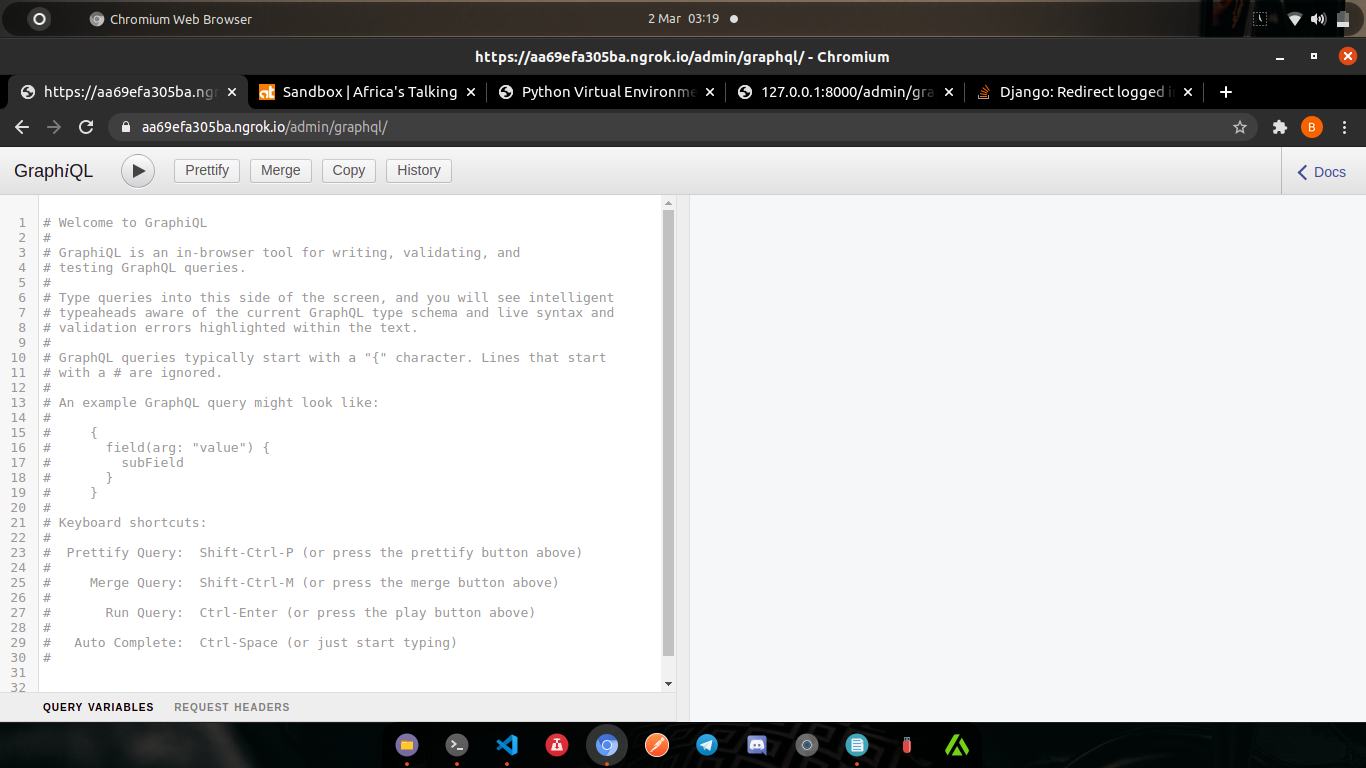 Chromium Web Browser
2 Mar 03:19
https://aa69efa305ba.ngrok.io/admin/graphql/ - Chromium
https://aa69efa305ba.ng
Sandbox | Africa's Talking
Python Virtual Environme
127.0.0.1:8000/admin/gra
Django: Redirect logged i
aa69efa305ba.ngrok.io/admin/graphql/
B
GraphiQL
Prettify
Merge
Copy
History
Docs
1 # Welcome to GraphiQL
2 #
3 # GraphiQL is an in-browser tool for writing, validating, and
4 # testing GraphQL queries.
5 #
6 # Type queries into this side of the screen, and you will see intelligent
7 # typeaheads aware of the current GraphQL type schema and live syntax and
8 # validation errors highlighted within the text.
9 #
10 # GraphQL queries typically start with a "{" character. Lines that start
11 # with a # are ignored.
12 #
13 # An example GraphQL query might look like:
14 #
15 #     {
16 #       field(arg: "value") {
17 #         subField
18 #       }
19 #     }
20 #
21 # Keyboard shortcuts:
22 #
23 #  Prettify Query:  Shift-Ctrl-P (or press the prettify button above)
24 #
25 #     Merge Query:  Shift-Ctrl-M (or press the merge button above)
26 #
27 #       Run Query:  Ctrl-Enter (or press the play button above)
28 #
29 #   Auto Complete:  Ctrl-Space (or just start typing)
30 #
31
32
QUERY VARIABLES
REQUEST HEADERS